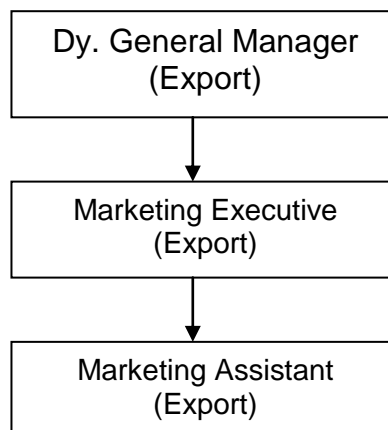 Dy. General Manager
(Export)
Marketing Executive
(Export)
Marketing Assistant
(Export)